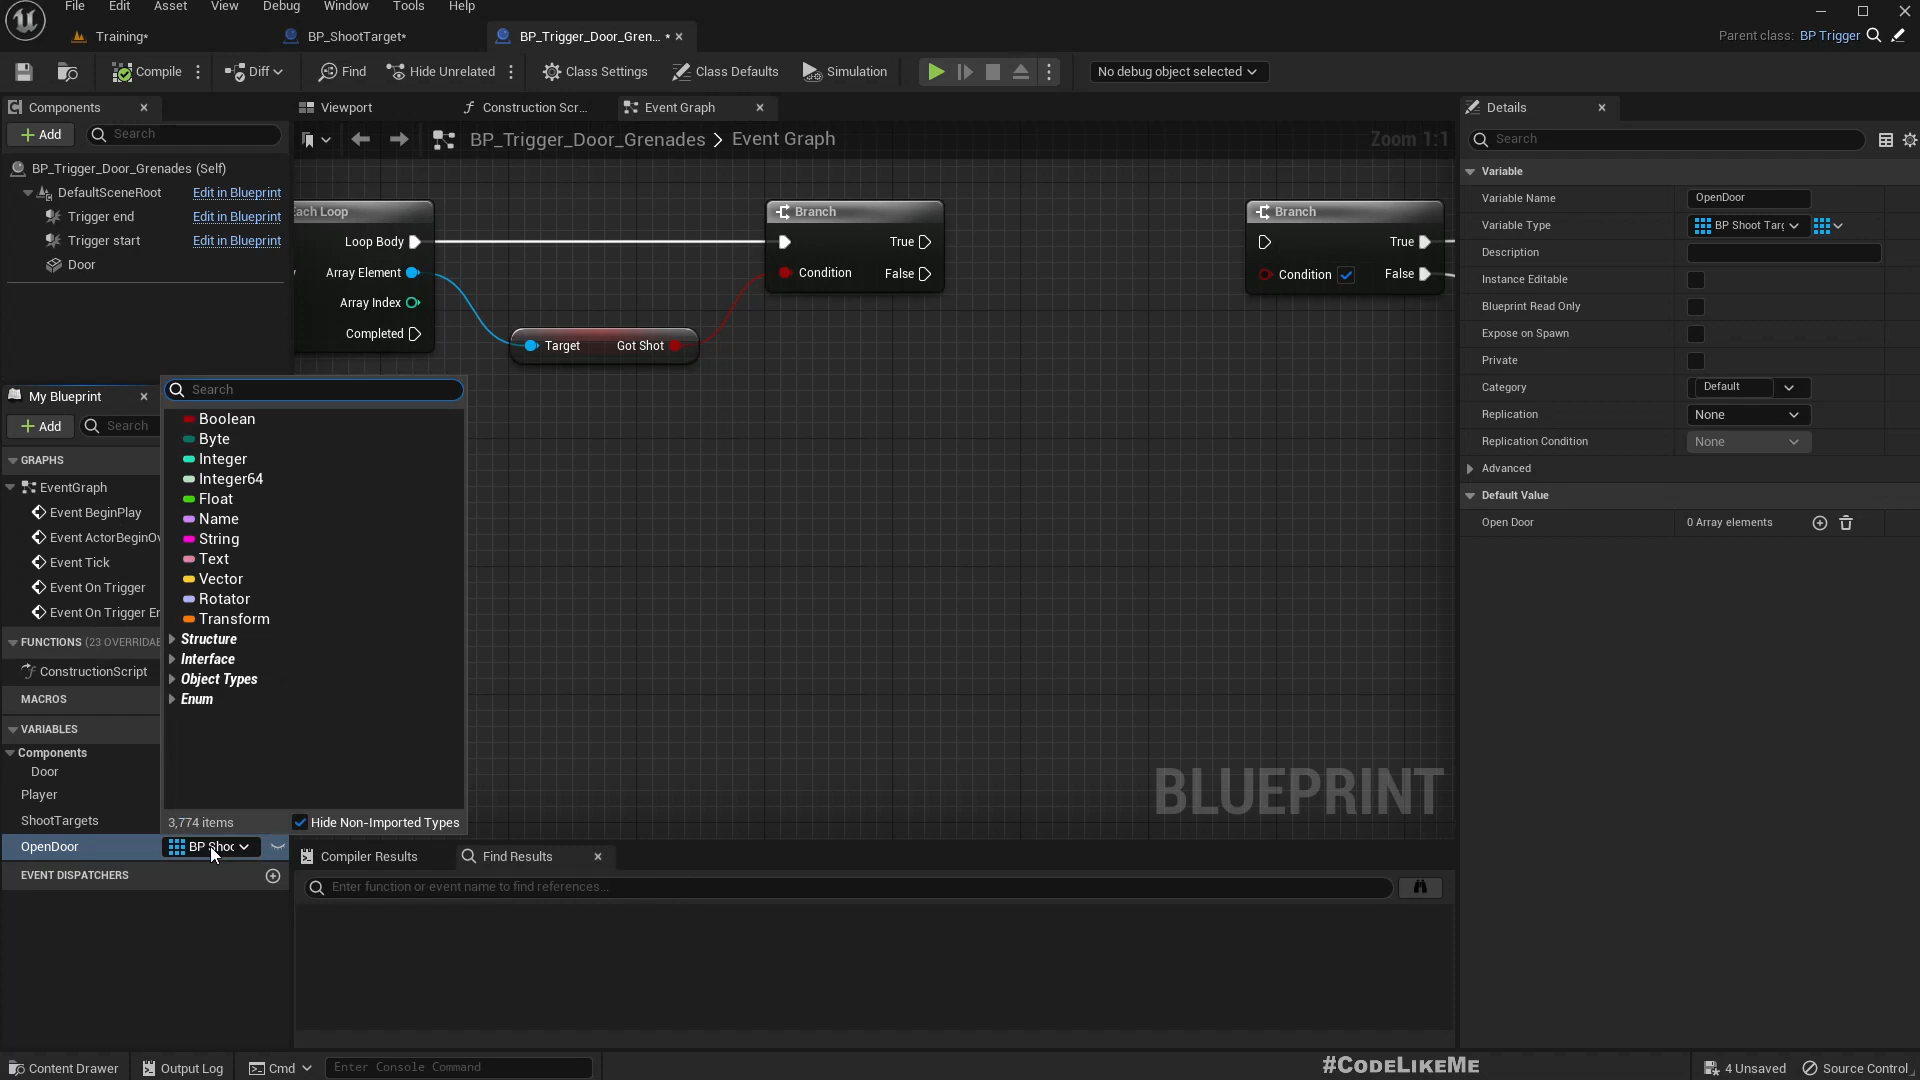 File Edit Asset View Debug Window Tools Help
Training* BP_ShootTarget* BP_Trigger_Door_Gren... * Parent class: BP Trigger
Compile Diff Find Hide Unrelated Class Settings Class Defaults Simulation No debug object selected
Components Viewport Construction Scr... Event Graph Details
Add Search BP_Trigger_Door_Grenades > Event Graph Zoom 1:1 Search
BP_Trigger_Door_Grenades (Self)
DefaultSceneRoot Edit in Blueprint
Trigger end Edit in Blueprint
Trigger start Edit in Blueprint
Door
Each Loop
Loop Body
Array Element
Array Index
Completed
Target Got Shot
Branch
True
Condition False
Branch
True
Condition False
My Blueprint
Add Search
GRAPHS
EventGraph
Event BeginPlay
Event ActorBeginOv
Event Tick
Event On Trigger
Event On Trigger Er
FUNCTIONS (23 OVERRIDAB
ConstructionScript
MACROS
VARIABLES
Components
Door
Player
ShootTargets
OpenDoor BP Shoc
EVENT DISPATCHERS
Search
Boolean
Byte
Integer
Integer64
Float
Name
String
Text
Vector
Rotator
Transform
Structure
Interface
Object Types
Enum
3,774 items Hide Non-Imported Types
BLUEPRINT
Compiler Results Find Results
Enter function or event name to find references...
Variable
Variable Name OpenDoor
Variable Type BP Shoot Targ
Description
Instance Editable
Blueprint Read Only
Expose on Spawn
Private
Category Default
Replication None
Replication Condition None
Advanced
Default Value
Open Door 0 Array elements
Content Drawer Output Log Cmd Enter Console Command #CodeLikeMe 4 Unsaved Source Control